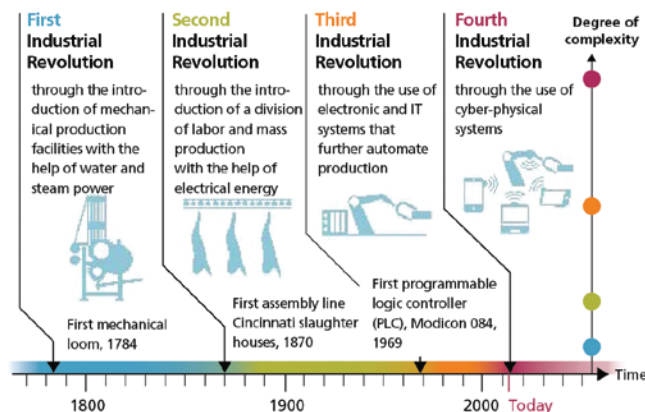 First
Industrial
Revolution
through the intro-
duction of mechan-
ical production
facilities with the
help of water and
steam power
First mechanical
loom, 1784
Second
Industrial
Revolution
through the intro-
duction of a division
of labor and mass
production
with the help of
electrical energy
First assembly line
Cincinnati slaughter
houses, 1870
Third
Industrial
Revolution
through the use of
electronic and IT
systems that
further automate
production
First programmable
logic controller
(PLC), Modicon 084,
1969
Fourth
Industrial
Revolution
through the use of
cyber-physical
systems
Degree of
complexity
Time
1800
1900
2000
Today